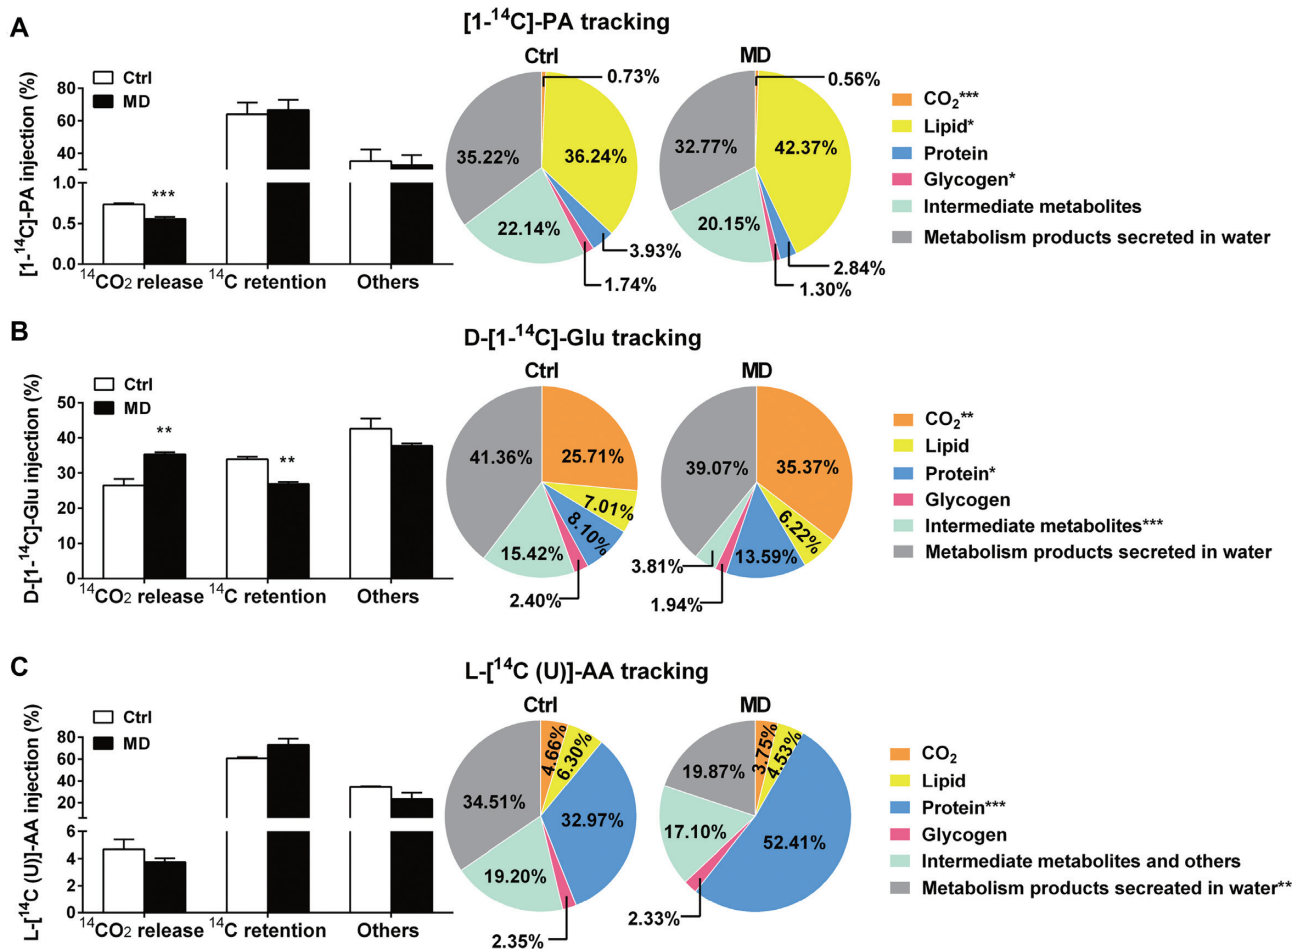 A
[1-¹⁴C]-PA tracking
Ctrl
MD
[1-¹⁴C]-PA injection (%)
80
60
40
1.0
0.5
0.0
Ctrl
MD
***
¹⁴CO₂ release
¹⁴C retention
Others
0.73%
36.24%
3.93%
1.74%
22.14%
35.22%
0.56%
42.37%
2.84%
1.30%
20.15%
32.77%
CO₂***
Lipid*
Protein
Glycogen*
Intermediate metabolites
Metabolism products secreted in water
B
D-[1-¹⁴C]-Glu tracking
Ctrl
MD
D-[1-¹⁴C]-Glu injection (%)
50
40
30
20
10
0
Ctrl
MD
**
**
¹⁴CO₂ release
¹⁴C retention
Others
25.71%
7.01%
8.10%
2.40%
15.42%
41.36%
35.37%
6.22%
13.59%
1.94%
3.81%
39.07%
CO₂**
Lipid
Protein*
Glycogen
Intermediate metabolites***
Metabolism products secreted in water
C
L-[¹⁴C (U)]-AA tracking
Ctrl
MD
L-[¹⁴C (U)]-AA injection (%)
80
60
40
20
6
4
2
0
Ctrl
MD
¹⁴CO₂ release
¹⁴C retention
Others
4.66%
6.30%
32.97%
2.35%
19.20%
34.51%
3.75%
4.53%
52.41%
2.33%
17.10%
19.87%
CO₂
Lipid
Protein***
Glycogen
Intermediate metabolites and others
Metabolism products secreated in water**